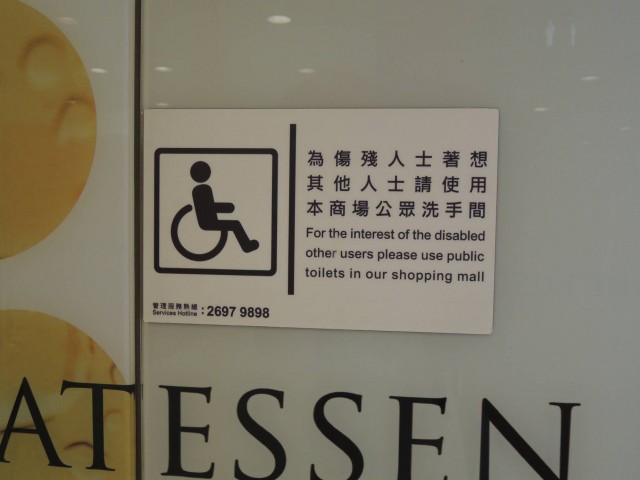 為傷殘人士著想
其他人士請使用
本商場公眾洗手間
For the interest of the disabled
other users please use public
toilets in our shopping mall
管理服務熱線
Services Hotline : 2697 9898
ATESSEN